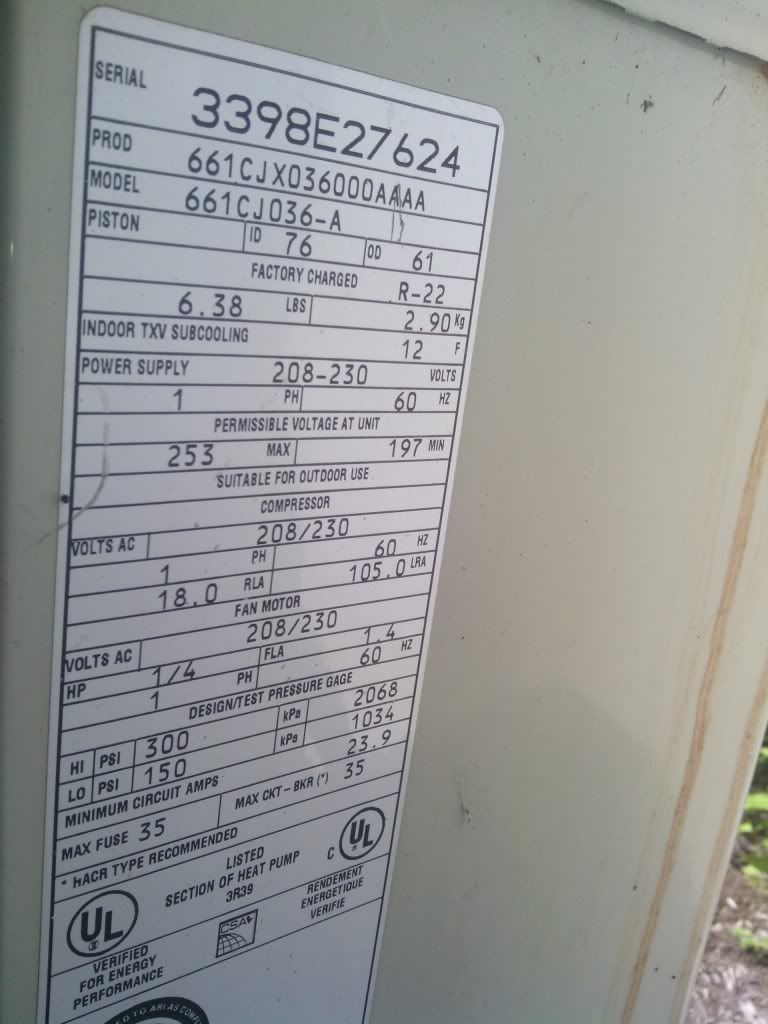 SERIAL 3398E27624
PROD 661CJX036000AAAA
MODEL 661CJ036-A
PISTON ID 76 OD 61
FACTORY CHARGED R-22
6.38 LBS 2.90 Kg
INDOOR TXV SUBCOOLING 12 F
POWER SUPPLY 208-230 VOLTS
1 PH 60 HZ
PERMISSIBLE VOLTAGE AT UNIT
253 MAX 197 MIN
SUITABLE FOR OUTDOOR USE
COMPRESSOR
VOLTS AC 208/230
1 PH 60 HZ
18.0 RLA 105.0 LRA
FAN MOTOR
VOLTS AC 208/230
HP 1/4 FLA 1.4
1 PH 60 HZ
DESIGN/TEST PRESSURE GAGE
HI PSI 300 kPa 2068
LO PSI 150 kPa 1034
MINIMUM CIRCUIT AMPS 23.9
MAX FUSE 35 MAX CKT-BKR (*) 35
* HACR TYPE RECOMMENDED
UL
LISTED
SECTION OF HEAT PUMP
3R39
C UL
VERIFIED
FOR ENERGY
PERFORMANCE
CSA
RENDEMENT
ENERGETIQUE
VERIFIE
TO ARI AS